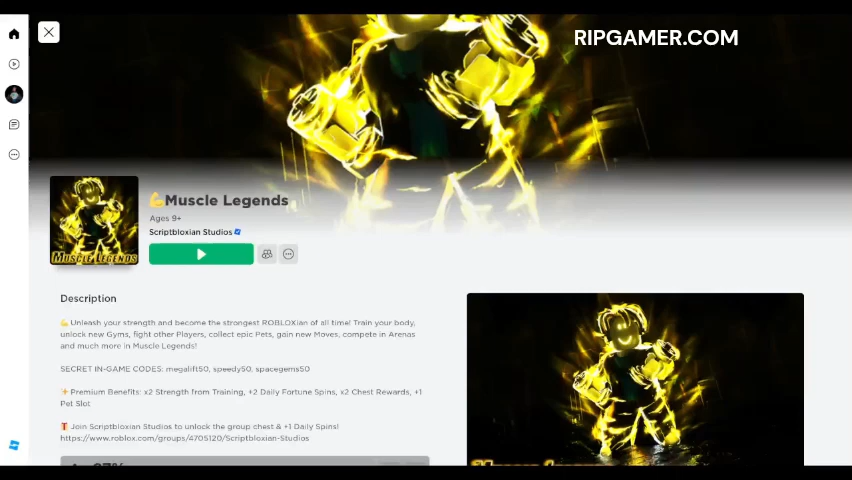 RIPGAMER.COM
💪Muscle Legends
Ages 9+
Scriptbloxian Studios
MUSCLE LEGENDS
Description
💪Unleash your strength and become the strongest ROBLOXian of all time! Train your body,
unlock new Gyms, fight other Players, collect epic Pets, gain new Moves, compete in Arenas
and much more in Muscle Legends!
SECRET IN-GAME CODES: megalift50, speedy50, spacegems50
✨Premium Benefits: x2 Strength from Training, +2 Daily Fortune Spins, x2 Chest Rewards, +1
Pet Slot
🎁 Join Scriptbloxian Studios to unlock the group chest & +1 Daily Spins!
https://www.roblox.com/groups/4705120/Scriptbloxian-Studios